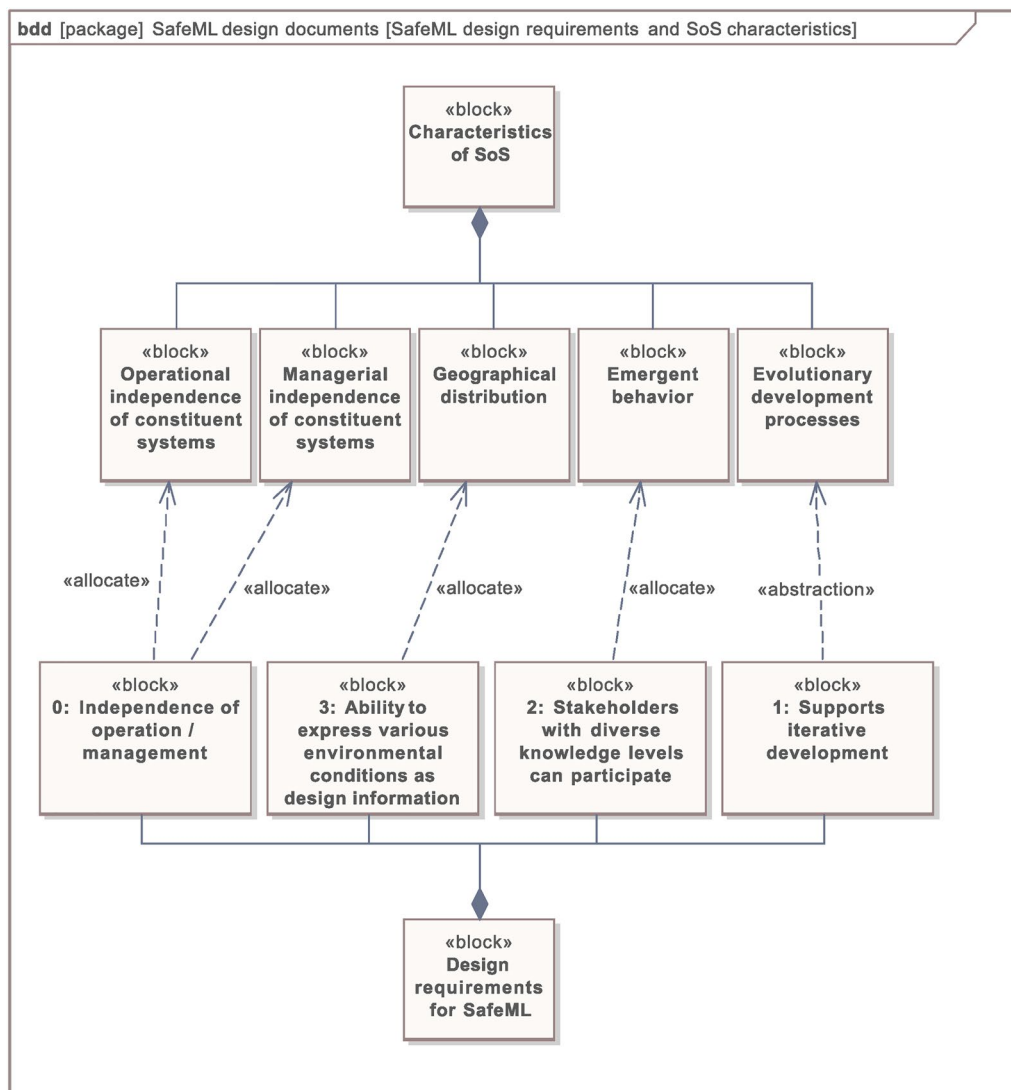 bdd [package] SafeML design documents [SafeML design requirements and SoS characteristics]
«block»
Characteristics
of SoS
«block»
Operational
independence
of constituent
systems
«block»
Managerial
independence
of constituent
systems
«block»
Geographical
distribution
«block»
Emergent
behavior
«block»
Evolutionary
development
processes
«allocate»
«allocate»
«allocate»
«allocate»
«abstraction»
«block»
0: Independence of
operation /
management
«block»
3: Ability to
express various
environmental
conditions as
design information
«block»
2: Stakeholders
with diverse
knowledge levels
can participate
«block»
1: Supports
iterative
development
«block»
Design
requirements
for SafeML